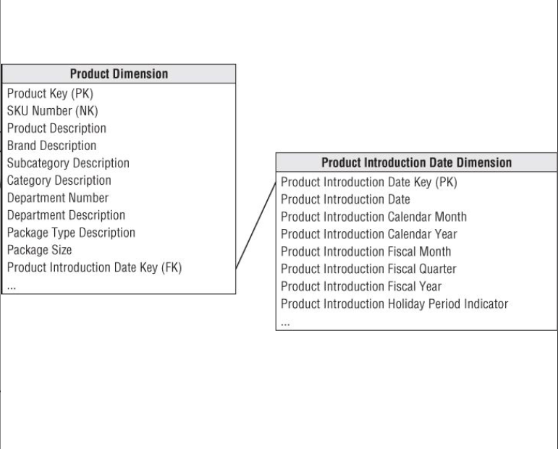 Product Dimension
Product Key (PK)
SKU Number (NK)
Product Description
Brand Description
Subcategory Description
Category Description
Department Number
Department Description
Package Type Description
Package Size
Product Introduction Date Key (FK)
...
Product Introduction Date Dimension
Product Introduction Date Key (PK)
Product Introduction Date
Product Introduction Calendar Month
Product Introduction Calendar Year
Product Introduction Fiscal Month
Product Introduction Fiscal Quarter
Product Introduction Fiscal Year
Product Introduction Holiday Period Indicator
...